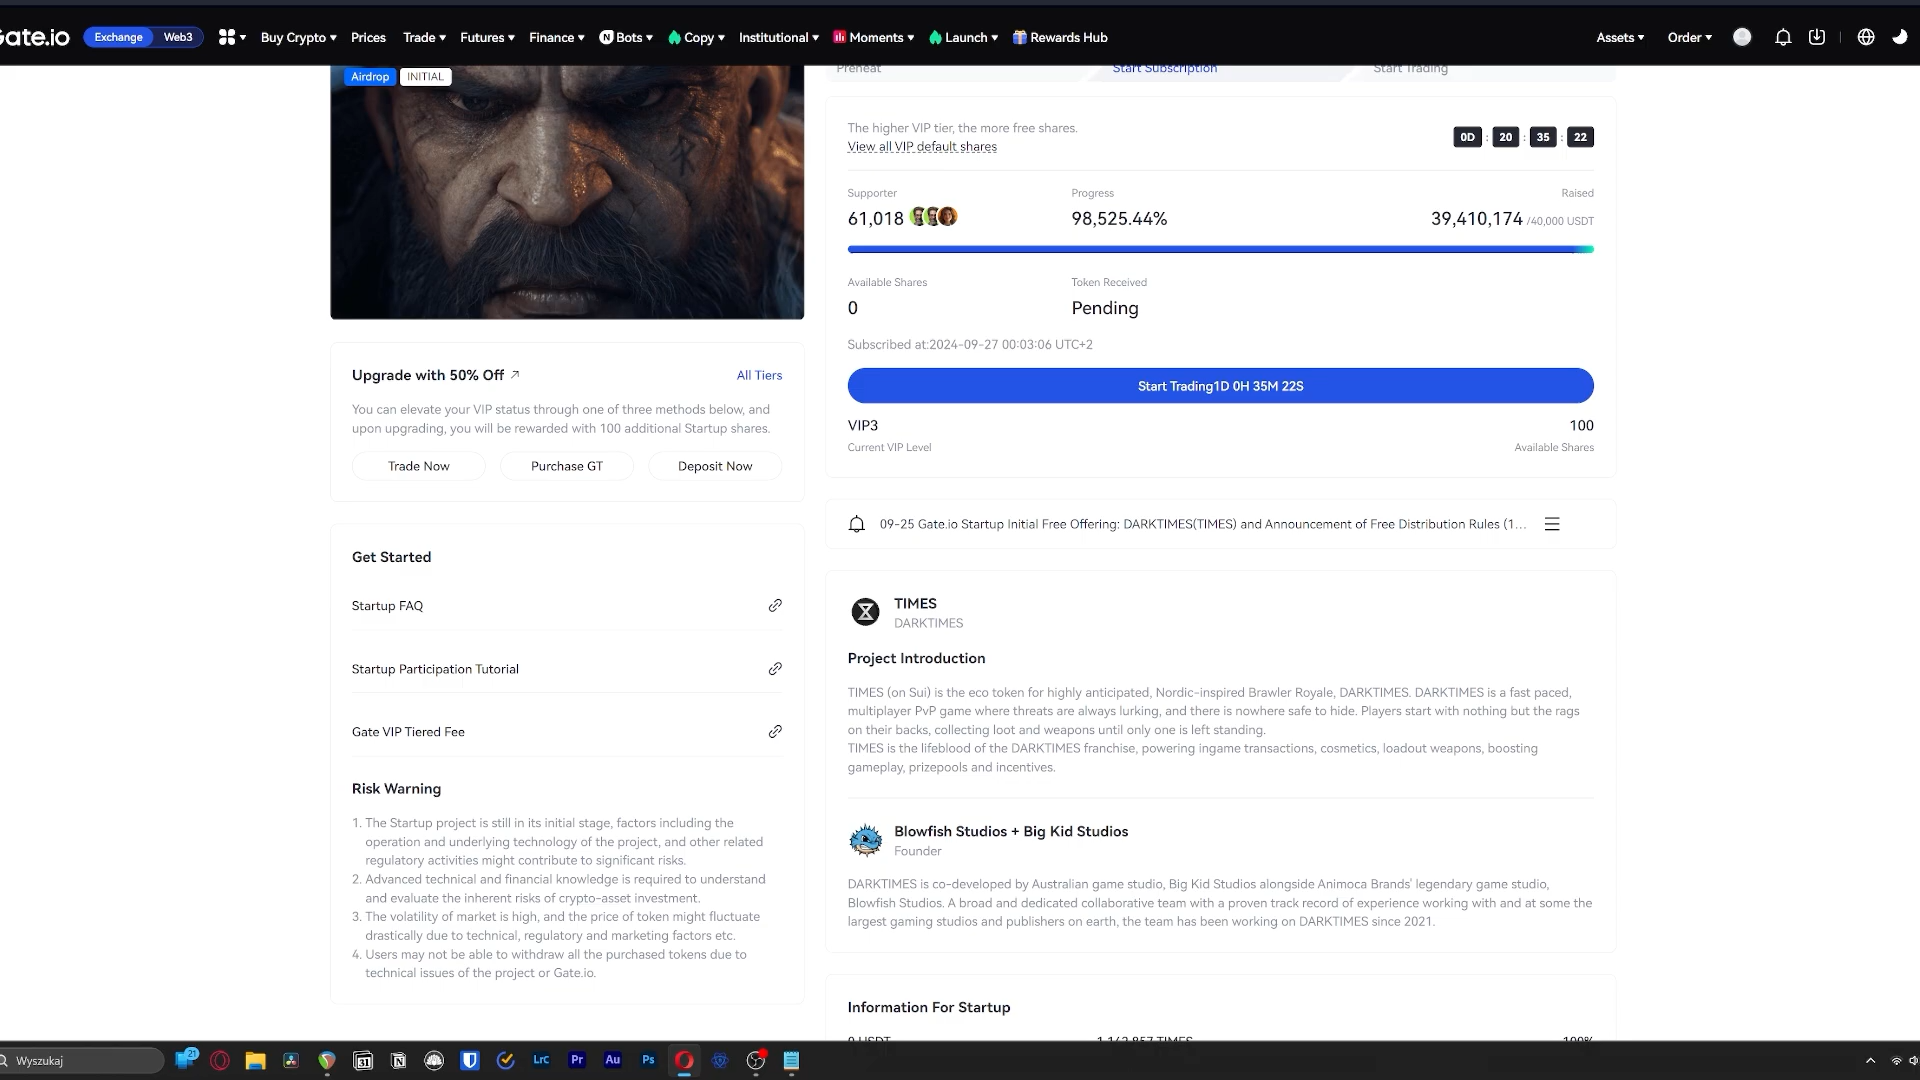 Gate.io
Exchange
Web3
Buy Crypto
Prices
Trade
Futures
Finance
Bots
Copy
Institutional
Moments
Launch
Rewards Hub
Assets
Order
Airdrop
INITIAL
Preheat
Start Subscription
Start Trading
The higher VIP tier, the more free shares.
View all VIP default shares
0D : 20 : 35 : 22
Supporter
Progress
Raised
61,018
98,525.44%
39,410,174 /40,000 USDT
Available Shares
Token Received
0
Pending
Subscribed at:2024-09-27 00:03:06 UTC+2
Start Trading1D 0H 35M 22S
VIP3
100
Current VIP Level
Available Shares
Upgrade with 50% Off
All Tiers
You can elevate your VIP status through one of three methods below, and
upon upgrading, you will be rewarded with 100 additional Startup shares.
Trade Now
Purchase GT
Deposit Now
09-25 Gate.io Startup Initial Free Offering: DARKTIMES(TIMES) and Announcement of Free Distribution Rules (1...
Get Started
Startup FAQ
Startup Participation Tutorial
Gate VIP Tiered Fee
Risk Warning
1. The Startup project is still in its initial stage, factors including the
operation and underlying technology of the project, and other related
regulatory activities might contribute to significant risks.
2. Advanced technical and financial knowledge is required to understand
and evaluate the inherent risks of crypto-asset investment.
3. The volatility of market is high, and the price of token might fluctuate
drastically due to technical, regulatory and marketing factors etc.
4. Users may not be able to withdraw all the purchased tokens due to
technical issues of the project or Gate.io.
TIMES
DARKTIMES
Project Introduction
TIMES (on Sui) is the eco token for highly anticipated, Nordic-inspired Brawler Royale, DARKTIMES. DARKTIMES is a fast paced,
multiplayer PvP game where threats are always lurking, and there is nowhere safe to hide. Players start with nothing but the rags
on their backs, collecting loot and weapons until only one is left standing.
TIMES is the lifeblood of the DARKTIMES franchise, powering ingame transactions, cosmetics, loadout weapons, boosting
gameplay, prizepools and incentives.
Blowfish Studios + Big Kid Studios
Founder
DARKTIMES is co-developed by Australian game studio, Big Kid Studios alongside Animoca Brands' legendary game studio,
Blowfish Studios. A broad and dedicated collaborative team with a proven track record of experience working with and at some the
largest gaming studios and publishers on earth, the team has been working on DARKTIMES since 2021.
Information For Startup
0 USDT
1,142,857 TIMES
100%
Wyszukaj
21
31
LrC
Pr
Au
Ps